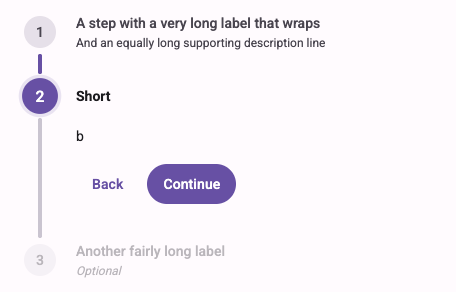 1
A step with a very long label that wraps
And an equally long supporting description line
2
Short
b
Back
Continue
3
Another fairly long label
Optional